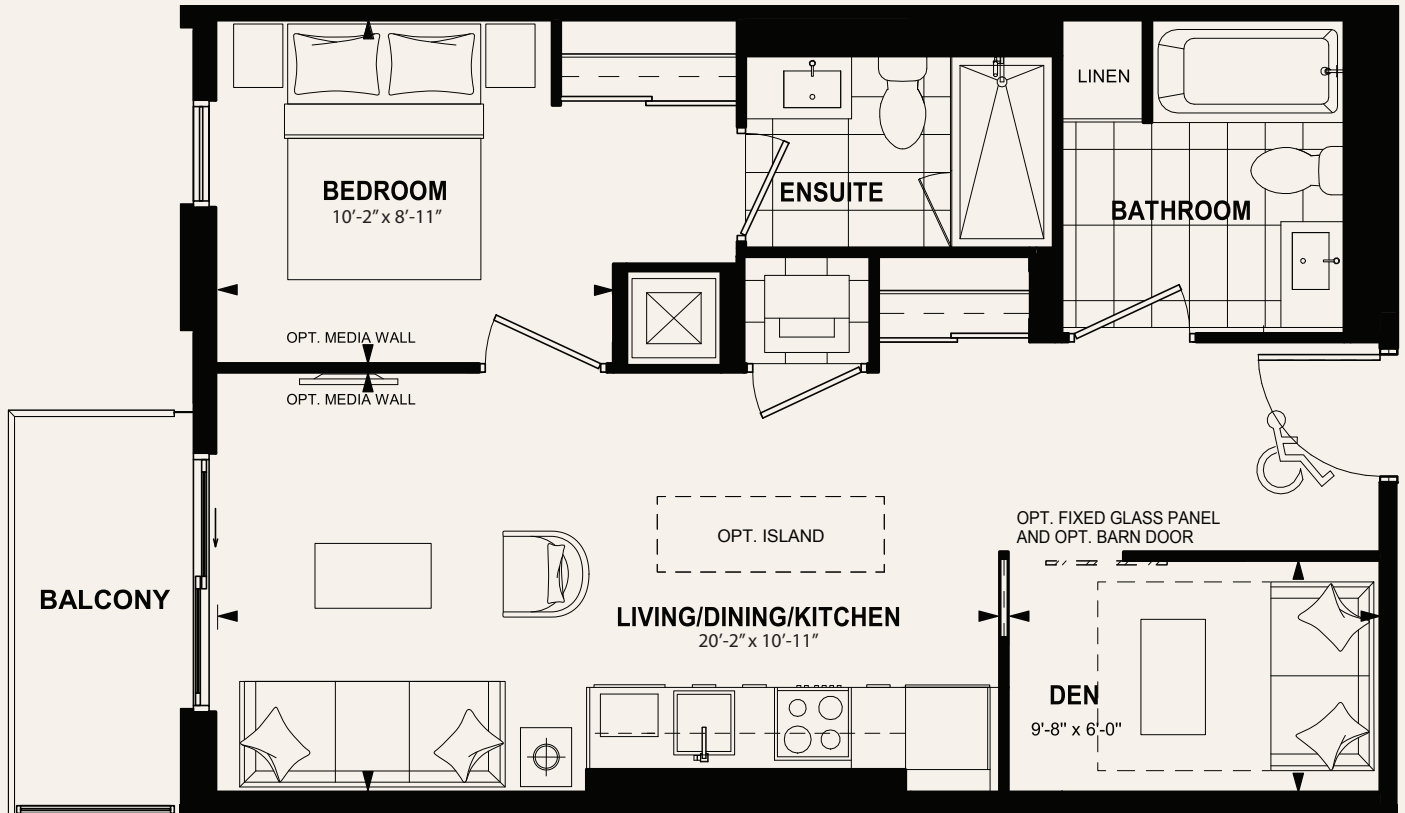 LINEN
BEDROOM
10'-2" x 8'-11"
ENSUITE
BATHROOM
OPT. MEDIA WALL
OPT. MEDIA WALL
OPT. FIXED GLASS PANEL
AND OPT. BARN DOOR
OPT. ISLAND
BALCONY
LIVING/DINING/KITCHEN
20'-2" x 10'-11"
DEN
9'-8" x 6'-0"